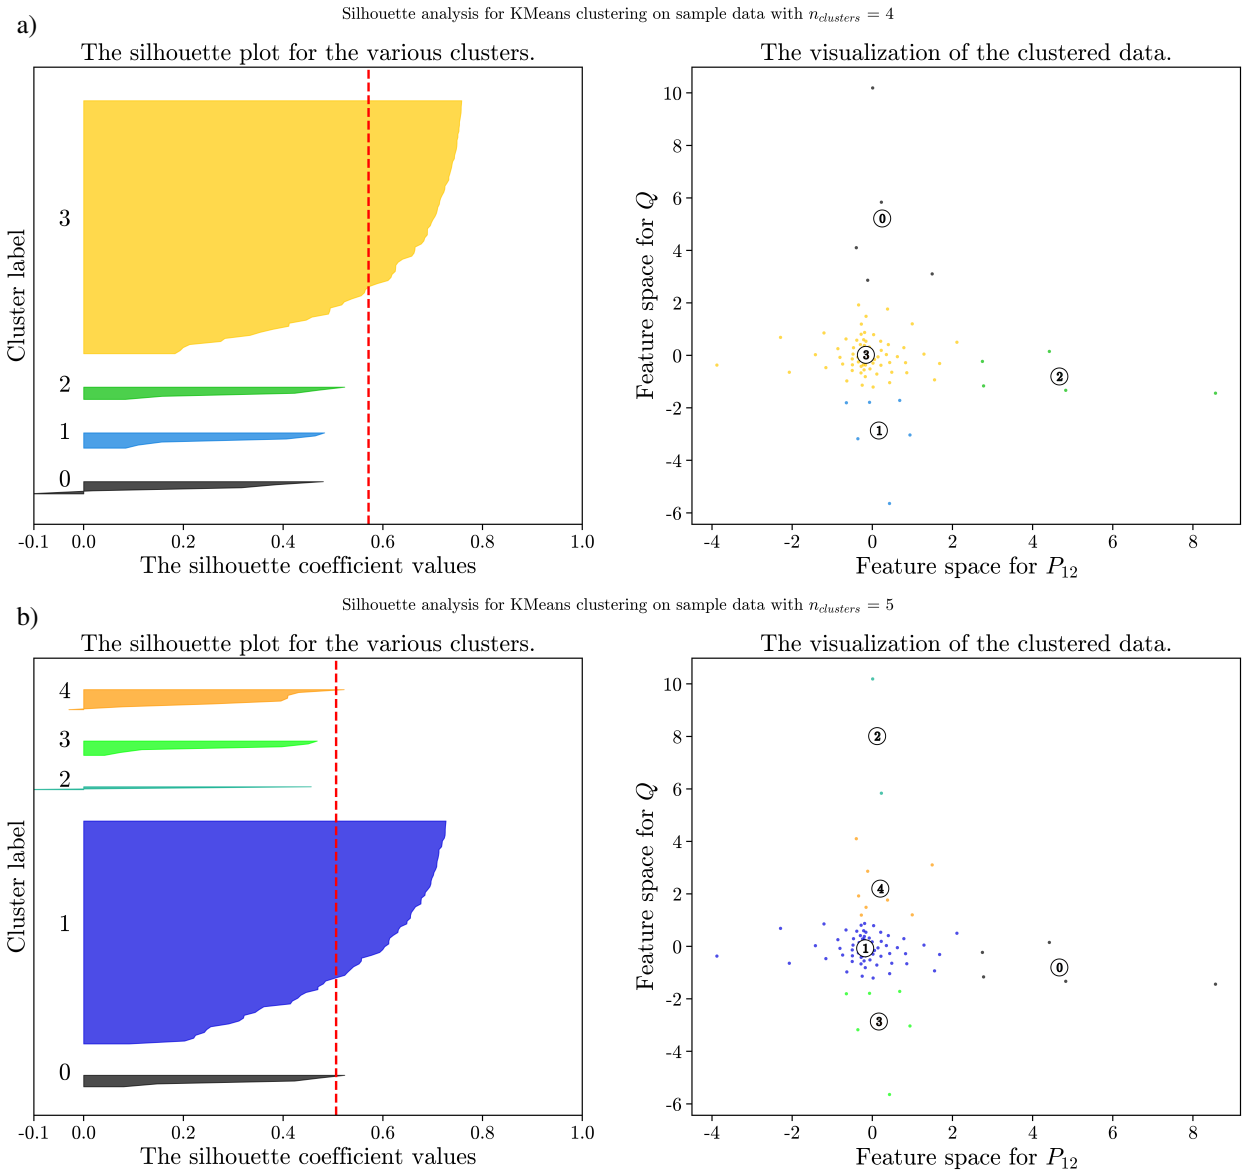 a)
Silhouette analysis for KMeans clustering on sample data with n_clusters = 4
The silhouette plot for the various clusters.
The visualization of the clustered data.
Cluster label
3
2
1
0
-0.1 0.0 0.2 0.4 0.6 0.8 1.0
The silhouette coefficient values
Feature space for Q
10
8
6
4
2
0
-2
-4
-6
0
3
2
1
-4 -2 0 2 4 6 8
Feature space for P_12
b)
Silhouette analysis for KMeans clustering on sample data with n_clusters = 5
The silhouette plot for the various clusters.
The visualization of the clustered data.
Cluster label
4
3
2
1
0
-0.1 0.0 0.2 0.4 0.6 0.8 1.0
The silhouette coefficient values
Feature space for Q
10
8
6
4
2
0
-2
-4
-6
2
4
1
0
3
-4 -2 0 2 4 6 8
Feature space for P_12